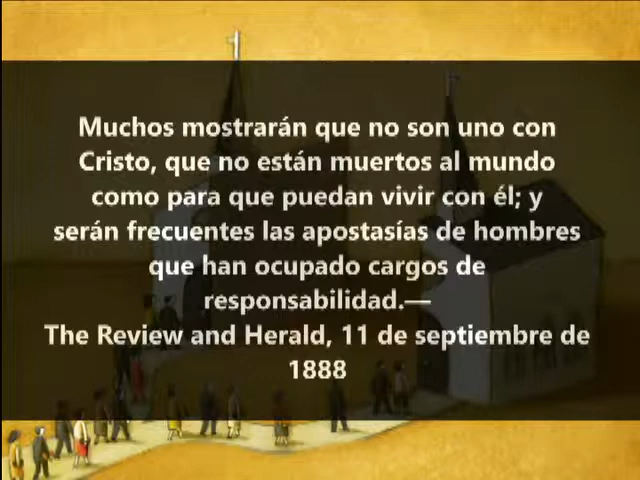 Muchos mostrarán que no son uno con
Cristo, que no están muertos al mundo
como para que puedan vivir con él; y
serán frecuentes las apostasías de hombres
que han ocupado cargos de
responsabilidad.—
The Review and Herald, 11 de septiembre de
1888